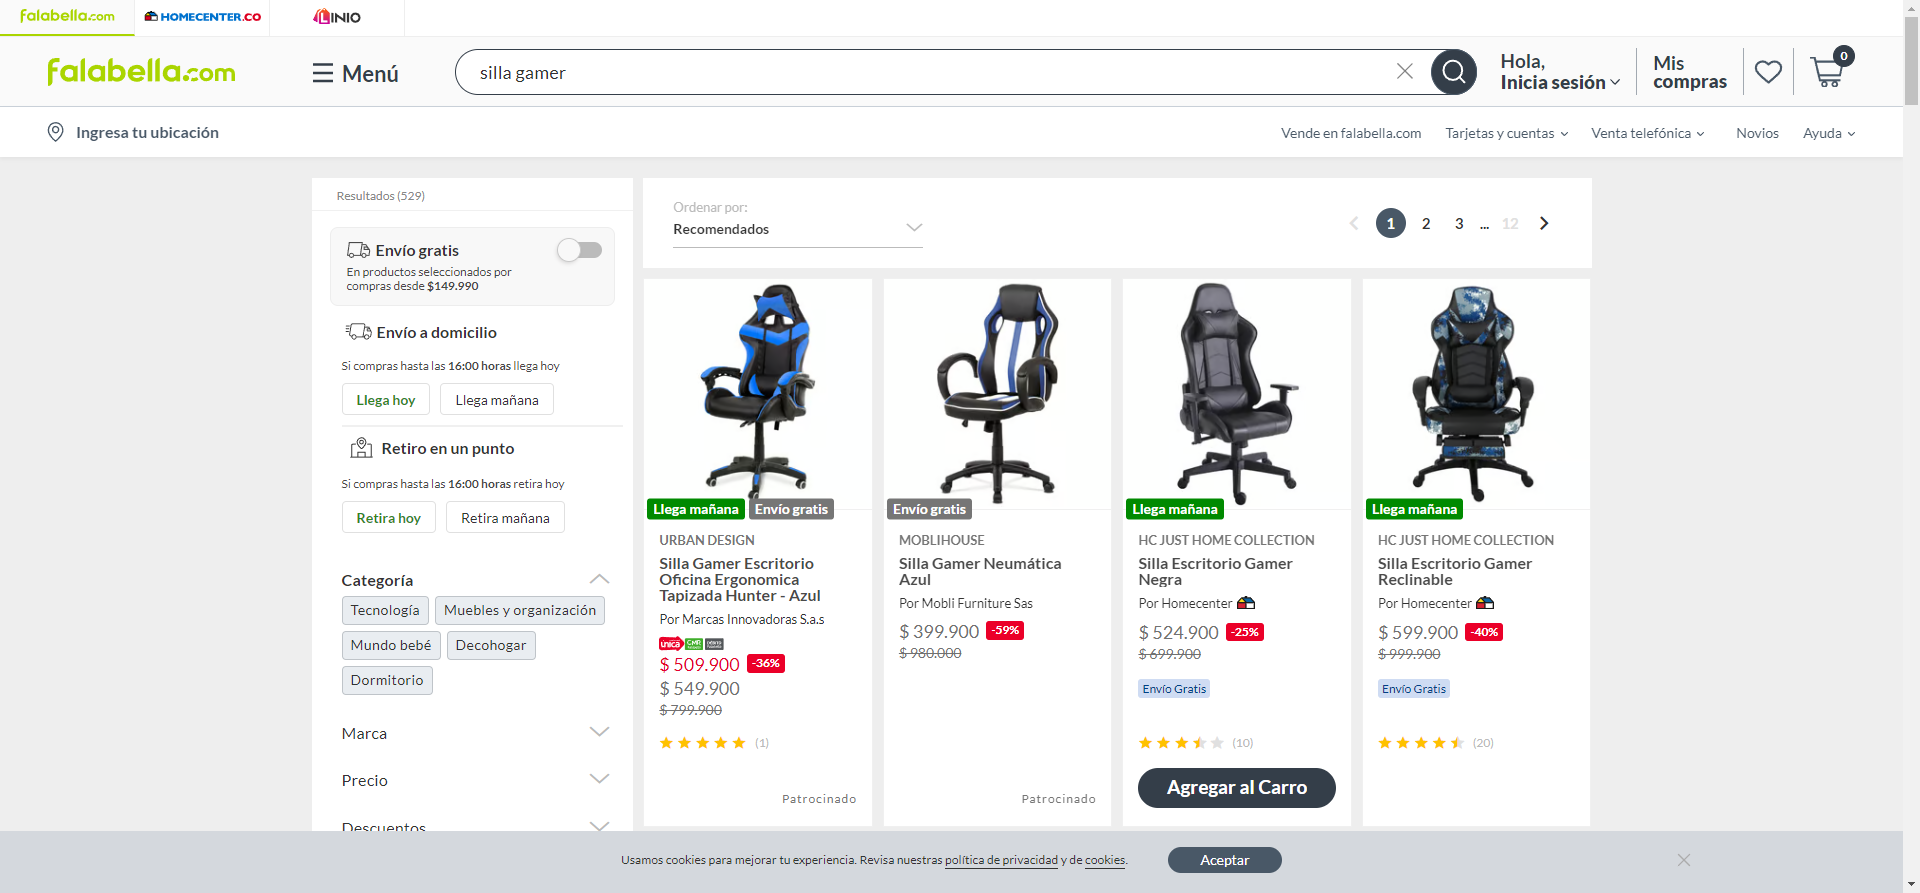 falabella.com
HOMECENTER.CO
LINIO
falabella.com
Menú
silla gamer
Hola,
Inicia sesión
Mis
compras
0
Ingresa tu ubicación
Vende en falabella.com
Tarjetas y cuentas
Venta telefónica
Novios
Ayuda
Resultados (529)
Envío gratis
En productos seleccionados por
compras desde $149.990
Envío a domicilio
Si compras hasta las 16:00 horas llega hoy
Llega hoy
Llega mañana
Retiro en un punto
Si compras hasta las 16:00 horas retira hoy
Retira hoy
Retira mañana
Categoría
Tecnología
Muebles y organización
Mundo bebé
Decohogar
Dormitorio
Marca
Precio
Descuentos
Ordenar por:
Recomendados
1 2 3 ... 12
Llega mañana
Envío gratis
URBAN DESIGN
Silla Gamer Escritorio
Oficina Ergonomica
Tapizada Hunter - Azul
Por Marcas Innovadoras S.a.s
única CMR
$ 509.900 -36%
$ 549.900
$ 799.900
(1)
Patrocinado
Envío gratis
MOBLIHOUSE
Silla Gamer Neumática
Azul
Por Mobli Furniture Sas
$ 399.900 -59%
$ 980.000
Patrocinado
Llega mañana
HC JUST HOME COLLECTION
Silla Escritorio Gamer
Negra
Por Homecenter
$ 524.900 -25%
$ 699.900
Envío Gratis
(10)
Agregar al Carro
Llega mañana
HC JUST HOME COLLECTION
Silla Escritorio Gamer
Reclinable
Por Homecenter
$ 599.900 -40%
$ 999.900
Envío Gratis
(20)
Usamos cookies para mejorar tu experiencia. Revisa nuestras política de privacidad y de cookies.
Aceptar